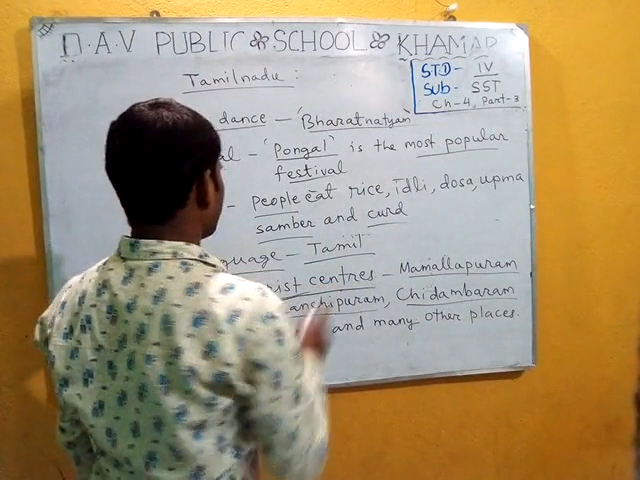 D.A.V PUBLIC SCHOOL KHAMAR
STD- IV
Sub- SST
Ch-4, Part-3
Tamilnadu :
dance - 'Bharatnatyam'
al - 'Pongal' is the most popular
festival
- People eat rice, idli, dosa, upma
samber and curd
guage - Tamil
rist centres - Mamallapuram
anchipuram, Chidambaram
and many other places.